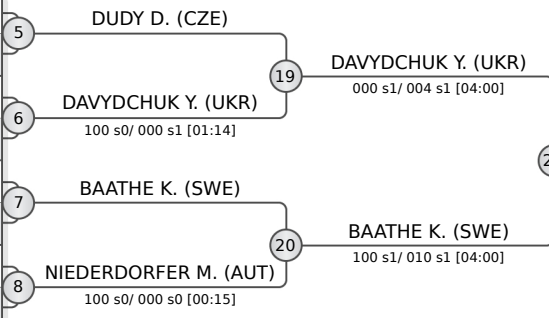 DUDY D. (CZE)
5
19
DAVYDCHUK Y. (UKR)
000 s1/ 004 s1 [04:00]
DAVYDCHUK Y. (UKR)
6
100 s0/ 000 s1 [01:14]
BAATHE K. (SWE)
7
20
BAATHE K. (SWE)
100 s1/ 010 s1 [04:00]
NIEDERDORFER M. (AUT)
8
100 s0/ 000 s0 [00:15]